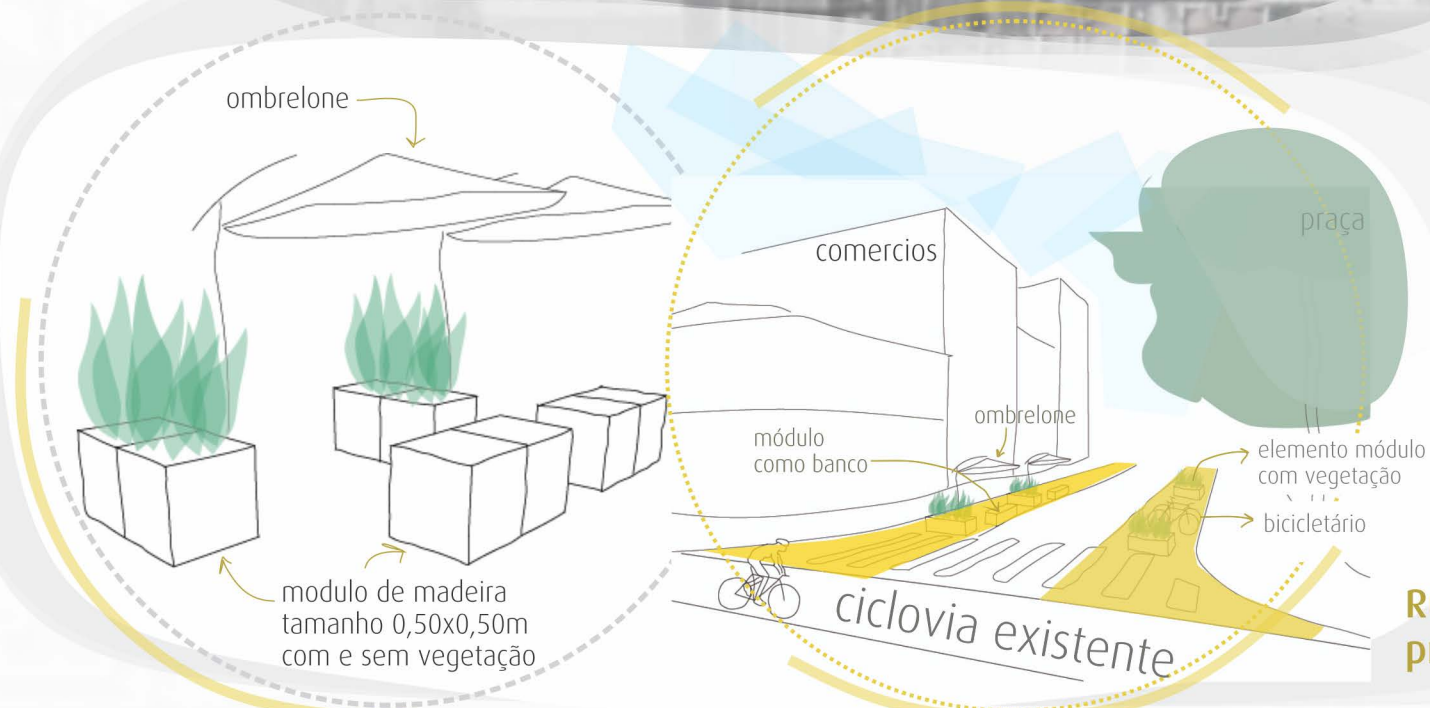 ombrelone
modulo de madeira
tamanho 0,50x0,50m
com e sem vegetação
comercios
praça
ombrelone
módulo
como banco
elemento módulo
com vegetação
bicicletário
ciclovia existente